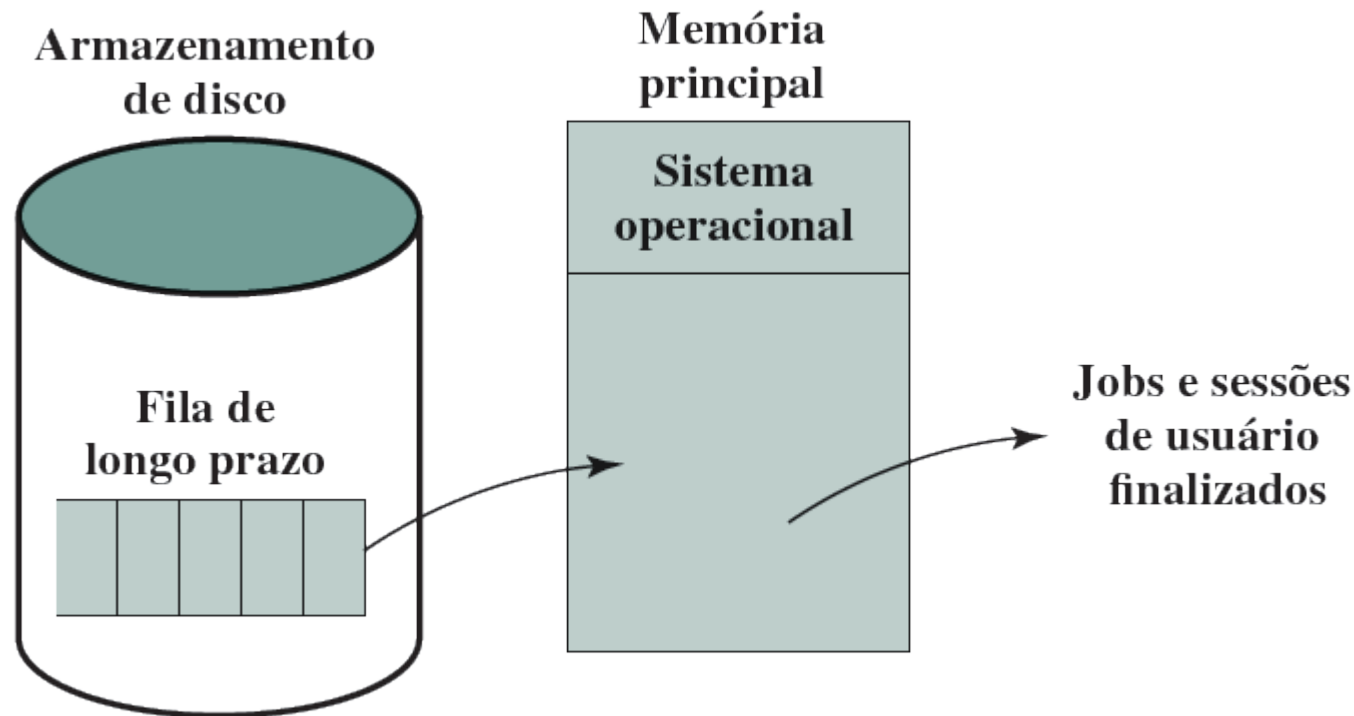 Armazenamento
de disco
Memória
principal
Sistema
operacional
Fila de
longo prazo
Jobs e sessões
de usuário
finalizados